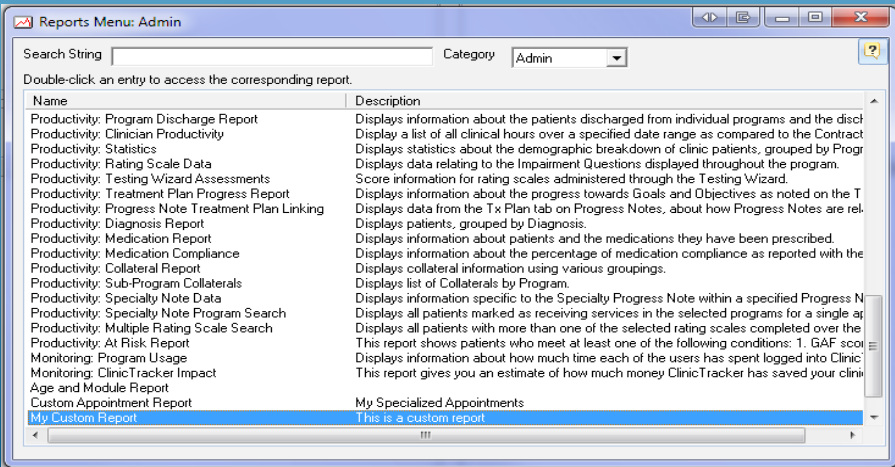 Reports Menu: Admin
Search String Category Admin
Double-click an entry to access the corresponding report.
Name Description
Productivity: Program Discharge Report Displays information about the patients discharged from individual programs and the disch
Productivity: Clinician Productivity Display a list of all clinical hours over a specified date range as compared to the Contract
Productivity: Statistics Displays statistics about the demographic breakdown of clinic patients, grouped by Progr
Productivity: Rating Scale Data Displays data relating to the Impairment Questions displayed throughout the program.
Productivity: Testing Wizard Assessments Score information for rating scales administered through the Testing Wizard.
Productivity: Treatment Plan Progress Report Displays information about the progress towards Goals and Objectives as noted on the T
Productivity: Progress Note Treatment Plan Linking Displays data from the Tx Plan tab on Progress Notes, about how Progress Notes are rel
Productivity: Diagnosis Report Displays patients, grouped by Diagnosis.
Productivity: Medication Report Displays information about patients and the medications they have been prescribed.
Productivity: Medication Compliance Displays information about the percentage of medication compliance as reported with the
Productivity: Collateral Report Displays collateral information using various groupings.
Productivity: Sub-Program Collaterals Displays list of Collaterals by Program.
Productivity: Specialty Note Data Displays information specific to the Specialty Progress Note within a specified Progress N
Productivity: Specialty Note Program Search Displays all patients marked as receiving services in the selected programs for a single ap
Productivity: Multiple Rating Scale Search Displays all patients with more than one of the selected rating scales completed over the
Productivity: At Risk Report This report shows patients who meet at least one of the following conditions: 1. GAF scor
Monitoring: Program Usage Displays information about how much time each of the users has spent logged into Clinic
Monitoring: ClinicTracker Impact This report gives you an estimate of how much money ClinicTracker has saved your clini
Age and Module Report
Custom Appointment Report My Specialized Appointments
My Custom Report This is a custom report